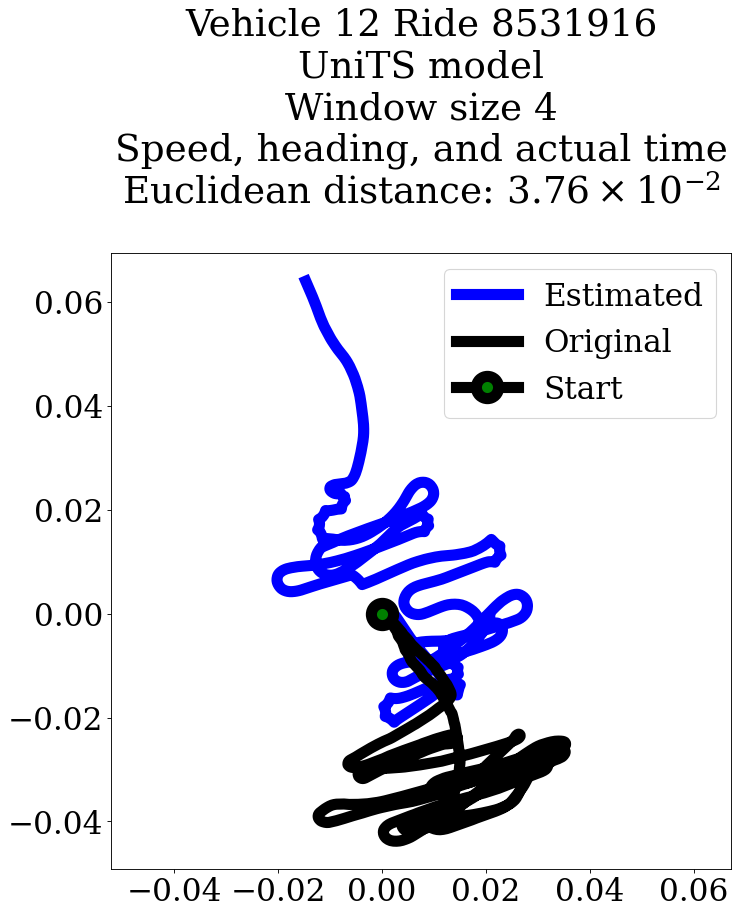 Vehicle 12 Ride 8531916
UniTS model
Window size 4
Speed, heading, and actual time
Euclidean distance: 3.76 × 10⁻²
Estimated
Original
Start
0.06
0.04
0.02
0.00
−0.02
−0.04
−0.04 −0.02 0.00 0.02 0.04 0.06